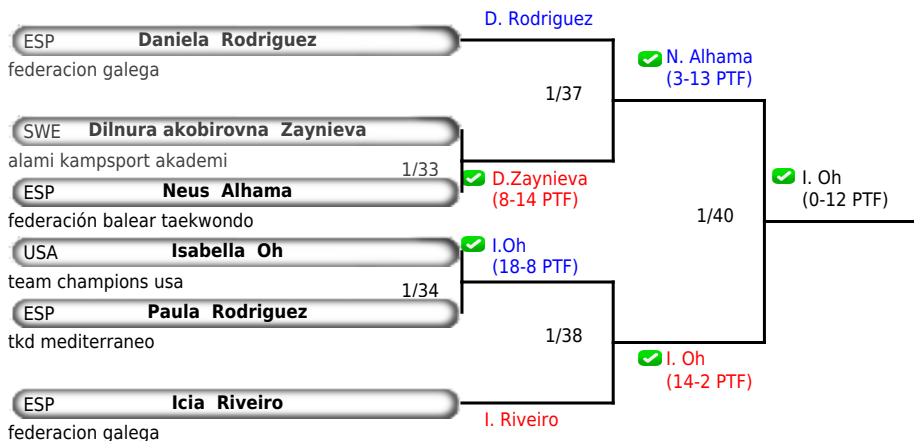 D. Rodriguez
ESP Daniela Rodriguez
federacion galega
N. Alhama
(3-13 PTF)
1/37
SWE Dilnura akobirovna Zaynieva
alami kampsport akademi
1/33
D.Zaynieva
(8-14 PTF)
ESP Neus Alhama
federación balear taekwondo
I. Oh
(0-12 PTF)
1/40
USA Isabella Oh
team champions usa
I.Oh
(18-8 PTF)
1/34
ESP Paula Rodriguez
tkd mediterraneo
1/38
I. Oh
(14-2 PTF)
ESP Icia Riveiro
federacion galega
I. Riveiro